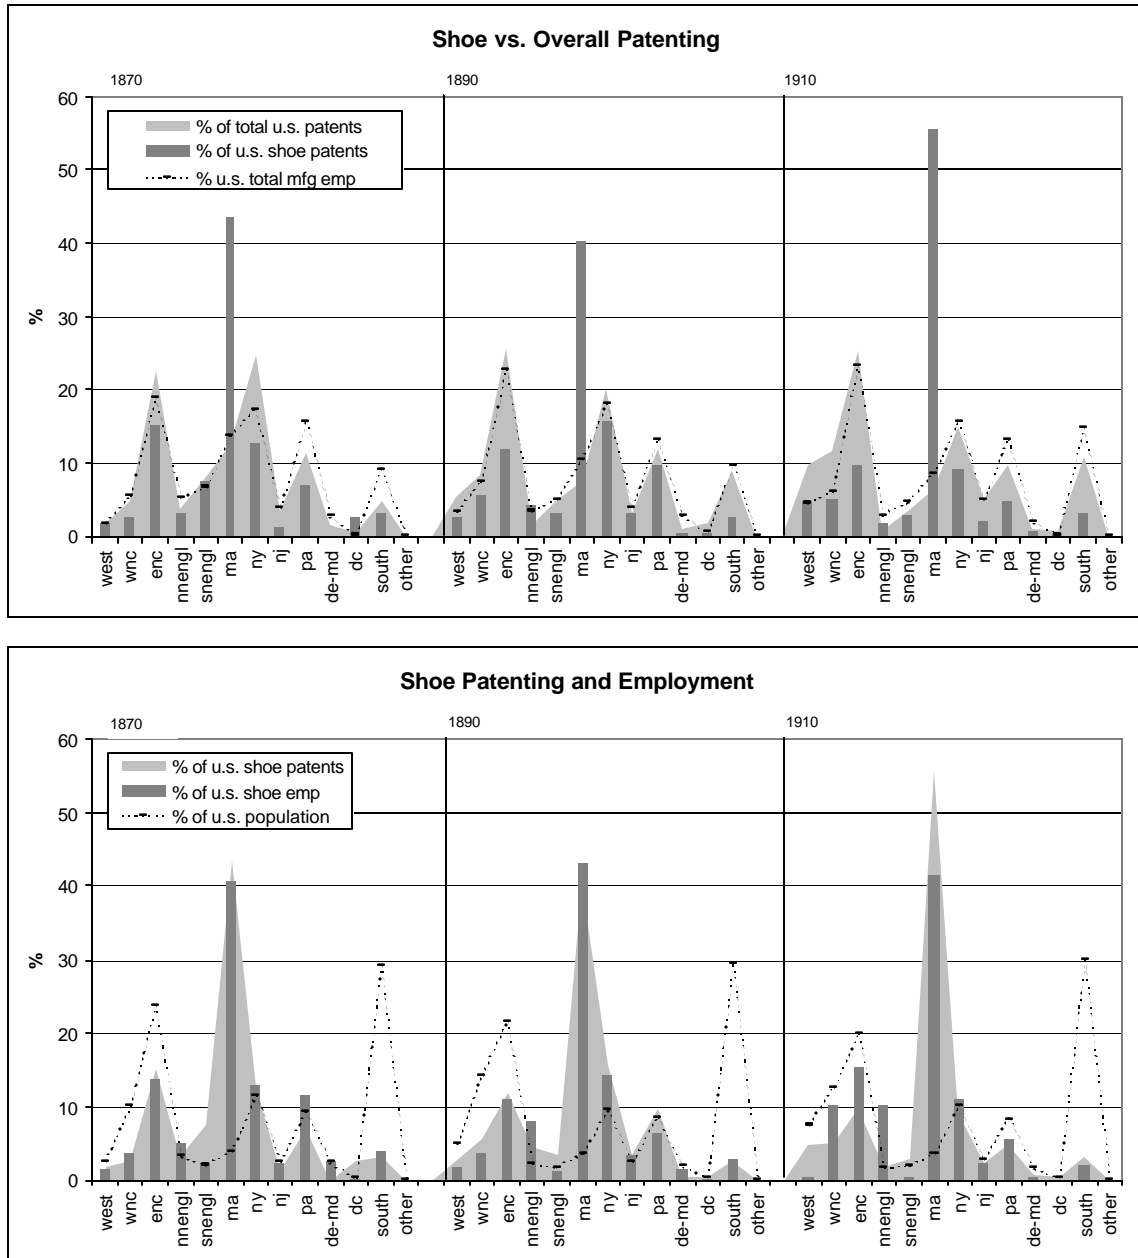 Shoe vs. Overall Patenting
1870 1890 1910
60
50
40
30
20
10
0
%
% of total u.s. patents
% of u.s. shoe patents
% u.s. total mfg emp
west wnc enc nnengl snengl ma ny nj pa de-md dc south other west wnc enc nnengl snengl ma ny nj pa de-md dc south other west wnc enc nnengl snengl ma ny nj pa de-md dc south other
Shoe Patenting and Employment
1870 1890 1910
60
50
40
30
20
10
0
%
% of u.s. shoe patents
% of u.s. shoe emp
% of u.s. population
west wnc enc nnengl snengl ma ny nj pa de-md dc south other west wnc enc nnengl snengl ma ny nj pa de-md dc south other west wnc enc nnengl snengl ma ny nj pa de-md dc south other